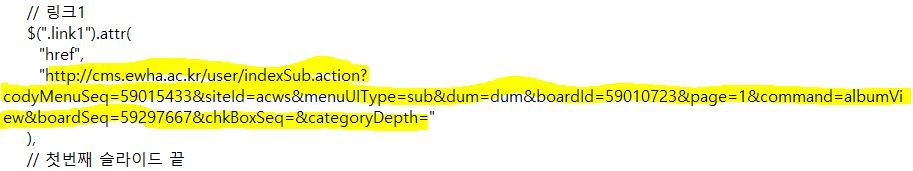 // 링크1
$(".link1").attr(
"href",
"http://cms.ewha.ac.kr/user/indexSub.action?
codyMenuSeq=59015433&siteId=acws&menuUIType=sub&dum=dum&boardId=59010723&page=1&command=albumVi
ew&boardSeq=59297667&chkBoxSeq=&categoryDepth="
),
// 첫번째 슬라이드 끝